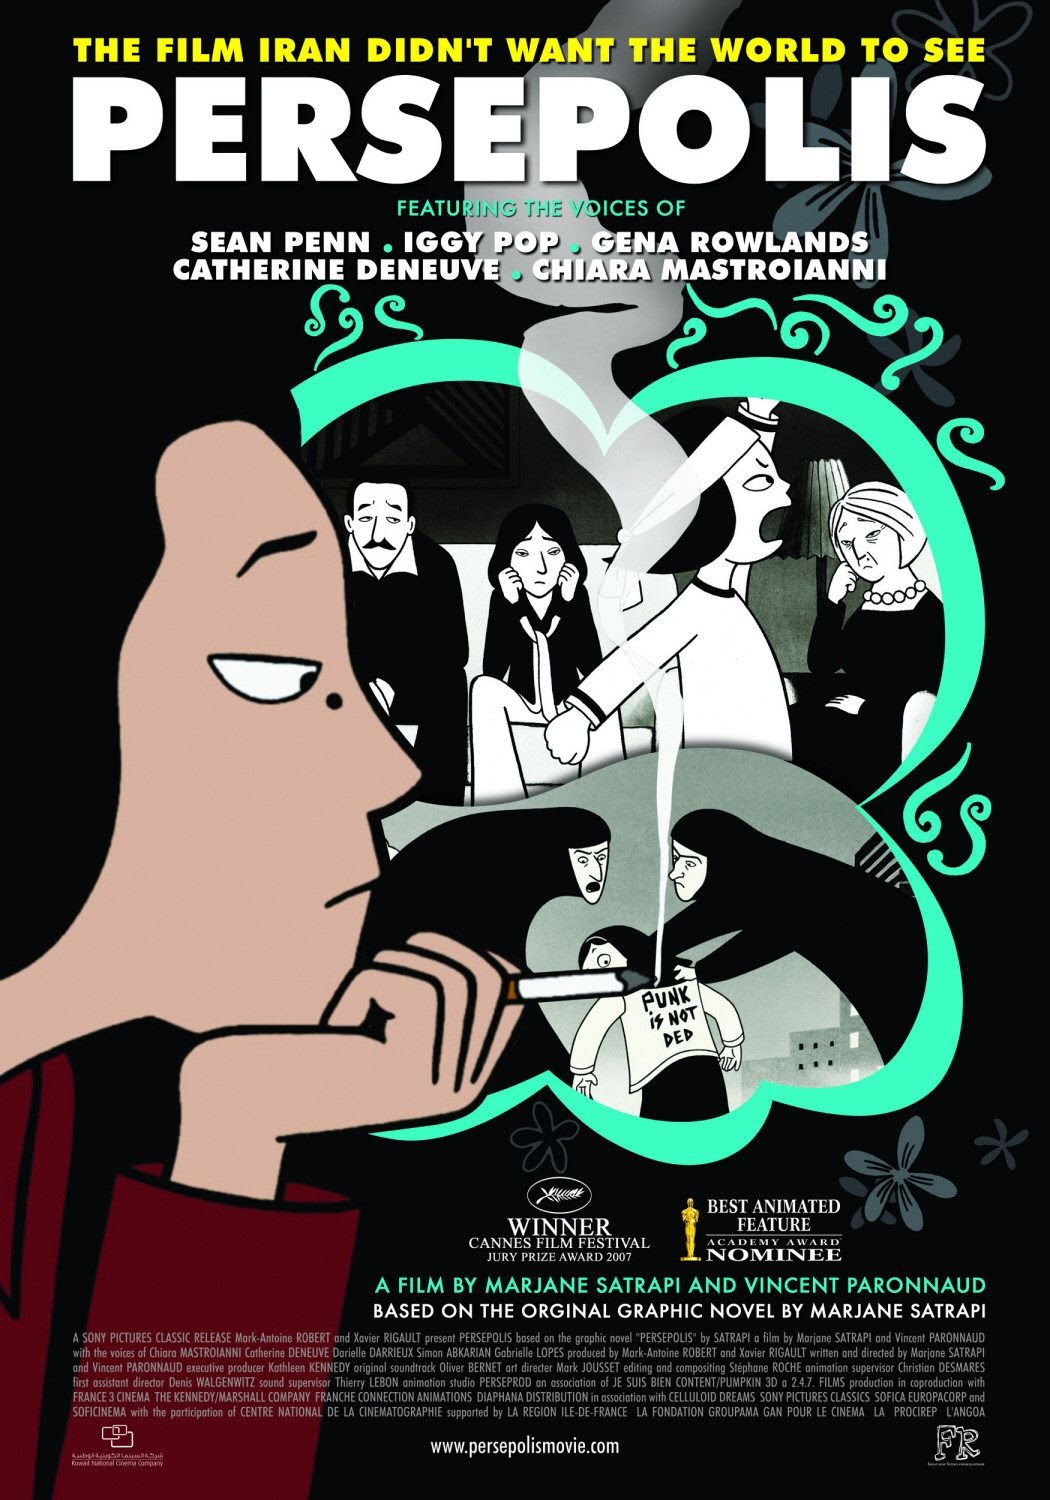 THE FILM IRAN DIDN'T WANT THE WORLD TO SEE
PERSEPOLIS
FEATURING THE VOICES OF
SEAN PENN . IGGY POP . GENA ROWLANDS
CATHERINE DENEUVE . CHIARA MASTROIANNI
PUNK
iS NOT
DED
WINNER
CANNES FILM FESTIVAL
JURY PRIZE AWARD 2007
BEST ANIMATED
FEATURE
ACADEMY AWARD
NOMINEE
A FILM BY MARJANE SATRAPI AND VINCENT PARONNAUD
BASED ON THE ORGINAL GRAPHIC NOVEL BY MARJANE SATRAPI
A SONY PICTURES CLASSIC RELEASE Mark-Antoine ROBERT and Xavier RIGAULT present PERSEPOLIS based on the graphic novel "PERSEPOLIS" by SATRAPI a film by Marjane SATRAPI and Vincent PARONNAUD
with the voices of Chiara MASTROIANNI Catherine DENEUVE Darielle DARRIEUX Simon ABKARIAN Gabrielle LOPES produced by Mark-Antoine ROBERT and Xavier RIGAULT written and directed by Marjane SATRAPI
and Vincent PARONNAUD executive producer Kathleen KENNEDY original soundtrack Oliver BERNET art director Mark JOUSSET editing and compositing Stéphane ROCHE animation supervisor Christian DESMARES
first assistant director Denis WALGENWITZ sound supervisor Thierry LEBON animation studio PERSEPROD an association of JE SUIS BIEN CONTENT/PUMPKIN 3D a 2.4.7. FILMS production in coproduction with
FRANCE 3 CINEMA THE KENNEDY/MARSHALL COMPANY FRANCHE CONNECTION ANIMATIONS DIAPHANA DISTRIBUTION in association with CELLULOID DREAMS SONY PICTURES CLASSICS SOFICA EUROPACORP and
SOFICINEMA with the participation of CENTRE NATIONAL DE LA CINEMATOGRAPHIE supported by LA REGION ILE-DE-FRANCE LA FONDATION GROUPAMA GAN POUR LE CINEMA LA PROCIREP L'ANGOA
شركة السينما الكويتية الوطنية
Kuwait National Cinema Company
www.persepolismovie.com
FR